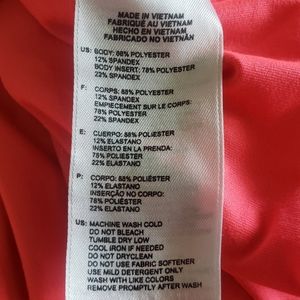 MADE IN VIETNAM
FABRIQUÉ AU VIETNAM
HECHO EN VIETNAM
FABRICADO NO VIETNÃ
US: BODY: 88% POLYESTER
12% SPANDEX
BODY INSERT: 78% POLYESTER
22% SPANDEX
F: CORPS: 88% POLYESTER
12% SPANDEX
EMPIECEMENT SUR LE CORPS:
78% POLYESTER
22% SPANDEX
E: CUERPO: 88% POLIÉSTER
12% ELASTANO
INSERTO EN LA PRENDA:
78% POLIÉSTER
22% ELASTANO
P: CORPO: 88% POLIÉSTER
12% ELASTANO
INSERÇÃO NO CORPO:
78% POLIÉSTER
22% ELASTANO
US: MACHINE WASH COLD
DO NOT BLEACH
TUMBLE DRY LOW
COOL IRON IF NEEDED
DO NOT DRYCLEAN
DO NOT USE FABRIC SOFTENER
USE MILD DETERGENT ONLY
WASH WITH LIKE COLORS
REMOVE PROMPTLY AFTER WASH